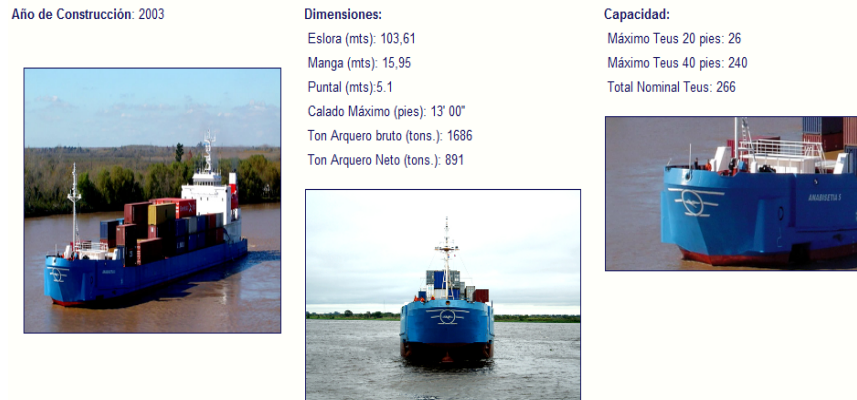 Año de Construcción: 2003
Dimensiones:
Eslora (mts): 103,61
Manga (mts): 15,95
Puntal (mts):5.1
Calado Máximo (pies): 13' 00"
Ton Arquero bruto (tons.): 1686
Ton Arquero Neto (tons.): 891
Capacidad:
Máximo Teus 20 pies: 26
Máximo Teus 40 pies: 240
Total Nominal Teus: 266